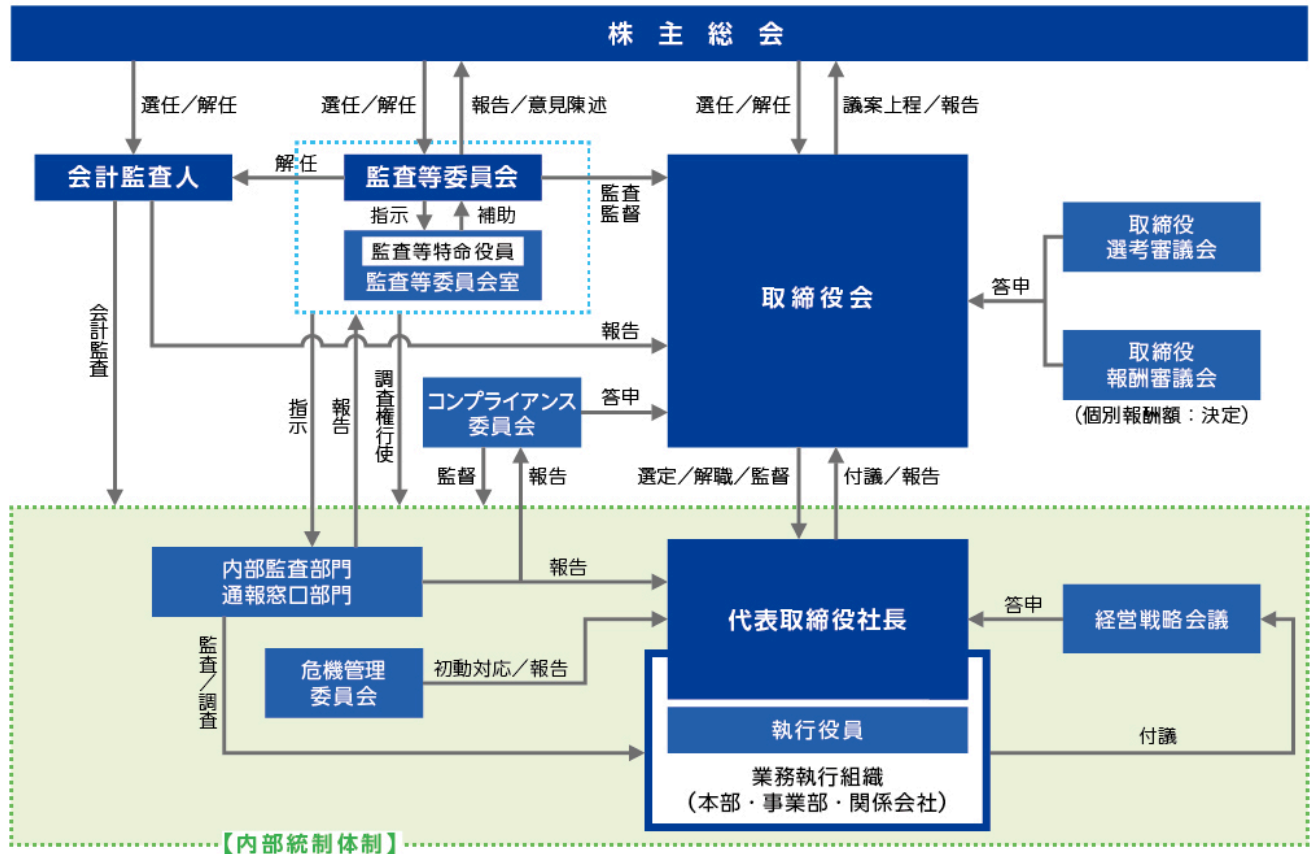 株主総会
選任/解任
選任/解任
報告/意見陳述
選任/解任
議案上程/報告
会計監査人
解任
監査等委員会
監査
監督
指示
補助
監査等特命役員
監査等委員会室
取締役会
取締役
選考審議会
答申
取締役
報酬審議会
(個別報酬額:決定)
会計監査
報告
指示
報告
調査権行使
コンプライアンス
委員会
答申
監督
報告
選定/解職/監督
付議/報告
内部監査部門
通報窓口部門
報告
代表取締役社長
答申
経営戦略会議
監査/調査
危機管理
委員会
初動対応/報告
執行役員
付議
業務執行組織
(本部・事業部・関係会社)
【内部統制体制】